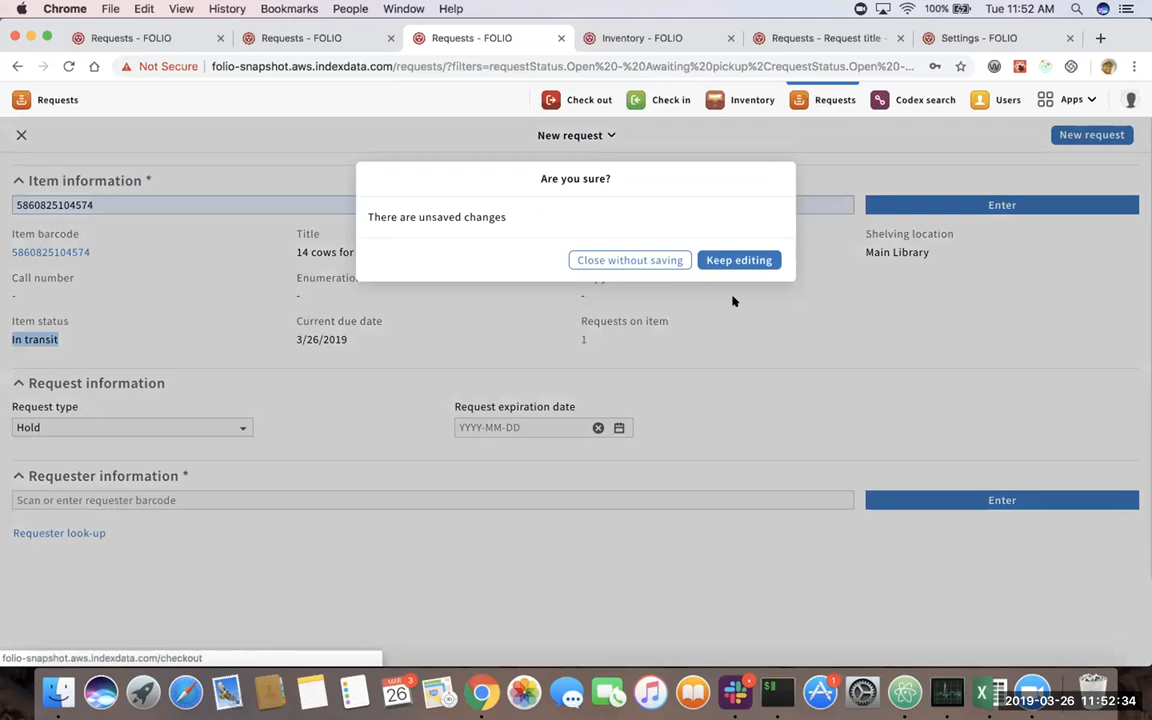 Chrome File Edit View History Bookmarks People Window Help 100% Tue 11:52 AM
Requests - FOLIO Requests - FOLIO Requests - FOLIO Inventory - FOLIO Requests - Request title - Settings - FOLIO
Not Secure folio-snapshot.aws.indexdata.com/requests/?filters=requestStatus.Open%20-%20Awaiting%20pickup%2CrequestStatus.Open%20-...
Requests Check out Check in Inventory Requests Codex search Users Apps
New request New request
Are you sure?
There are unsaved changes
Close without saving Keep editing
Item information *
5860825104574 Enter
Item barcode Title Shelving location
5860825104574 14 cows for Main Library
Call number Enumeratio
- - -
Item status Current due date Requests on item
In transit 3/26/2019 1
Request information
Request type Request expiration date
Hold YYYY-MM-DD
Requester information *
Scan or enter requester barcode Enter
Requester look-up
folio-snapshot.aws.indexdata.com/checkout
MAR 3
26 1
2019-03-26 11:52:34